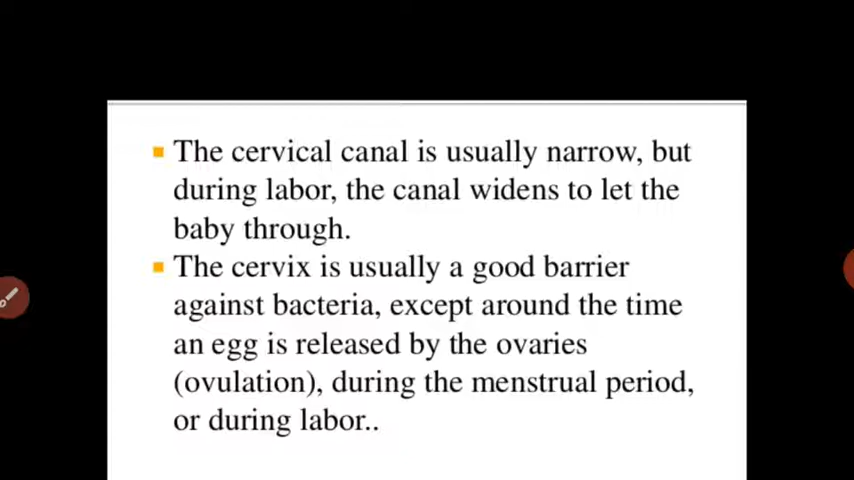 The cervical canal is usually narrow, but
during labor, the canal widens to let the
baby through.
The cervix is usually a good barrier
against bacteria, except around the time
an egg is released by the ovaries
(ovulation), during the menstrual period,
or during labor..